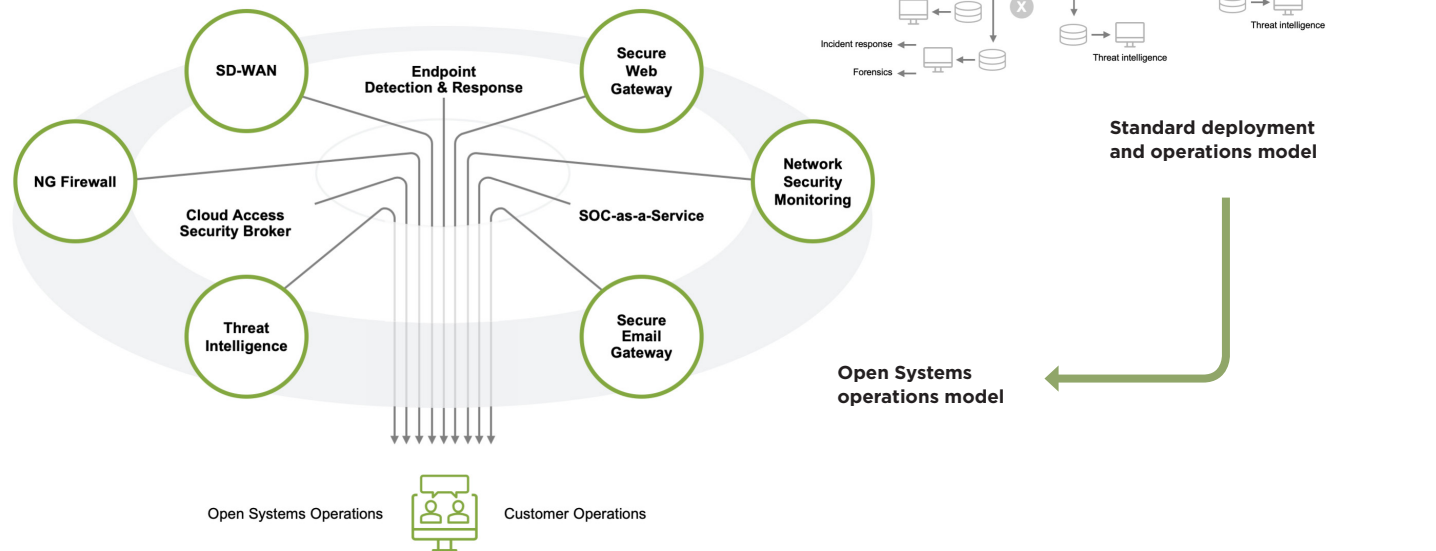 SD-WAN
Endpoint
Detection & Response
Secure
Web
Gateway
NG Firewall
Network
Security
Monitoring
Cloud Access
Security Broker
SOC-as-a-Service
Threat
Intelligence
Secure
Email
Gateway
Open Systems Operations
Customer Operations
X
Incident response
Forensics
Threat intelligence
Threat intelligence
Standard deployment
and operations model
Open Systems
operations model